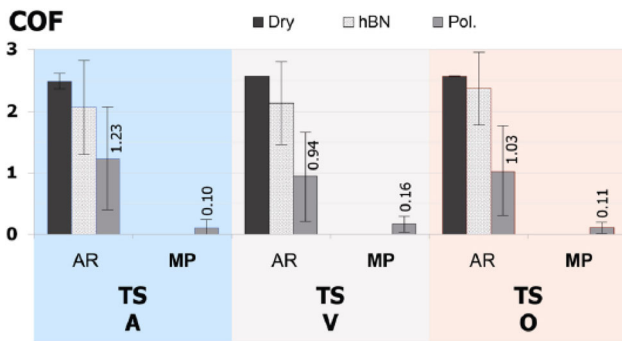 COF
Dry hBN Pol.
3
2
1
0
1.23
0.10
0.94
0.16
1.03
0.11
AR MP AR MP AR MP
TS TS TS
A V O